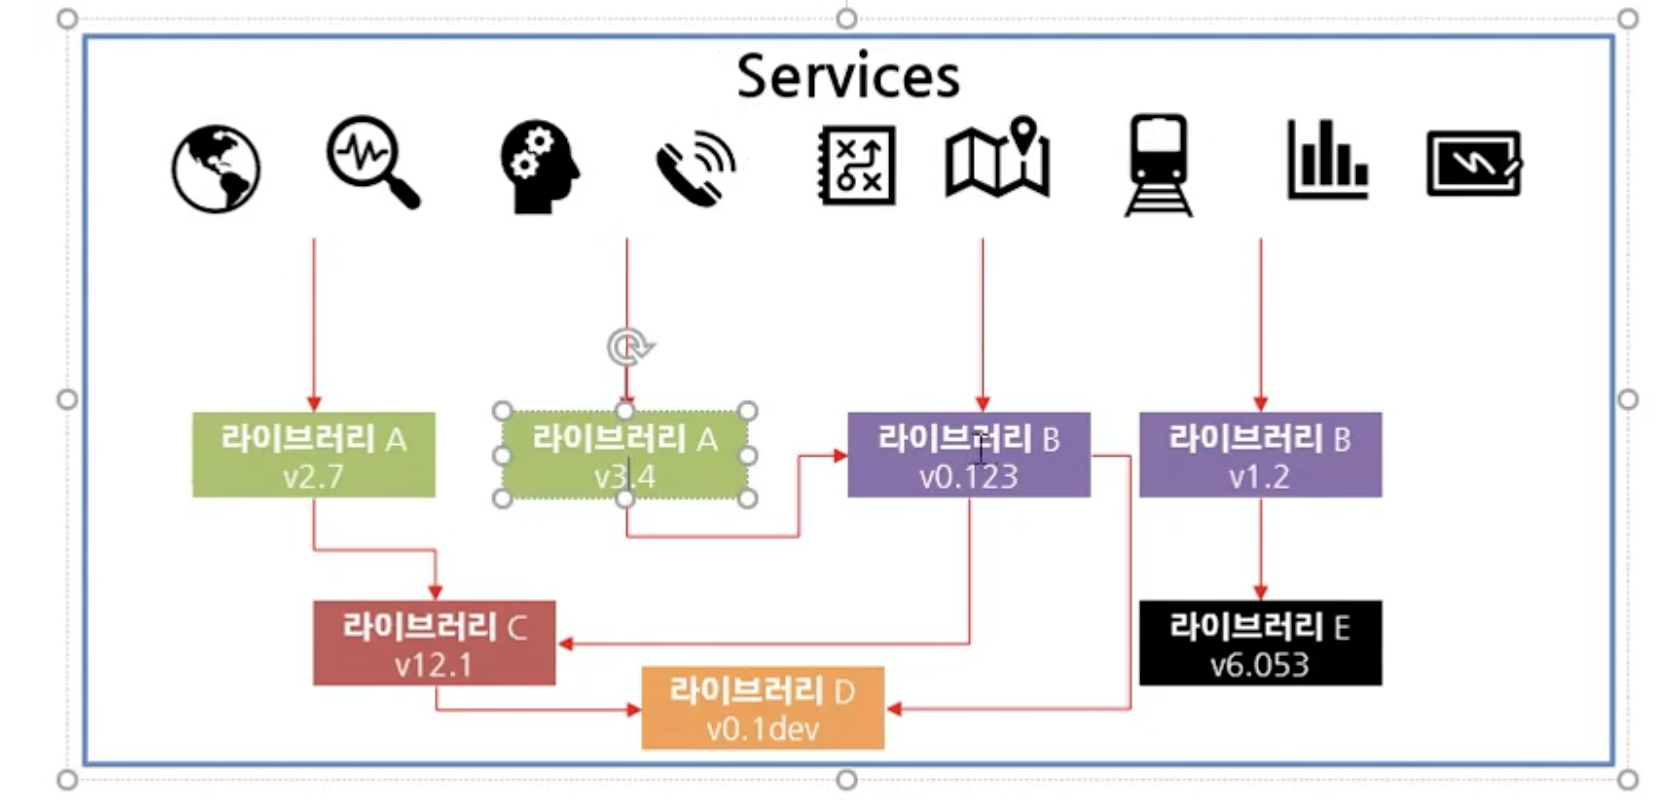 Services
라이브러리 A
v2.7
라이브러리 A
v3.4
라이브러리 B
v0.123
라이브러리 B
v1.2
라이브러리 C
v12.1
라이브러리 E
v6.053
라이브러리 D
v0.1dev